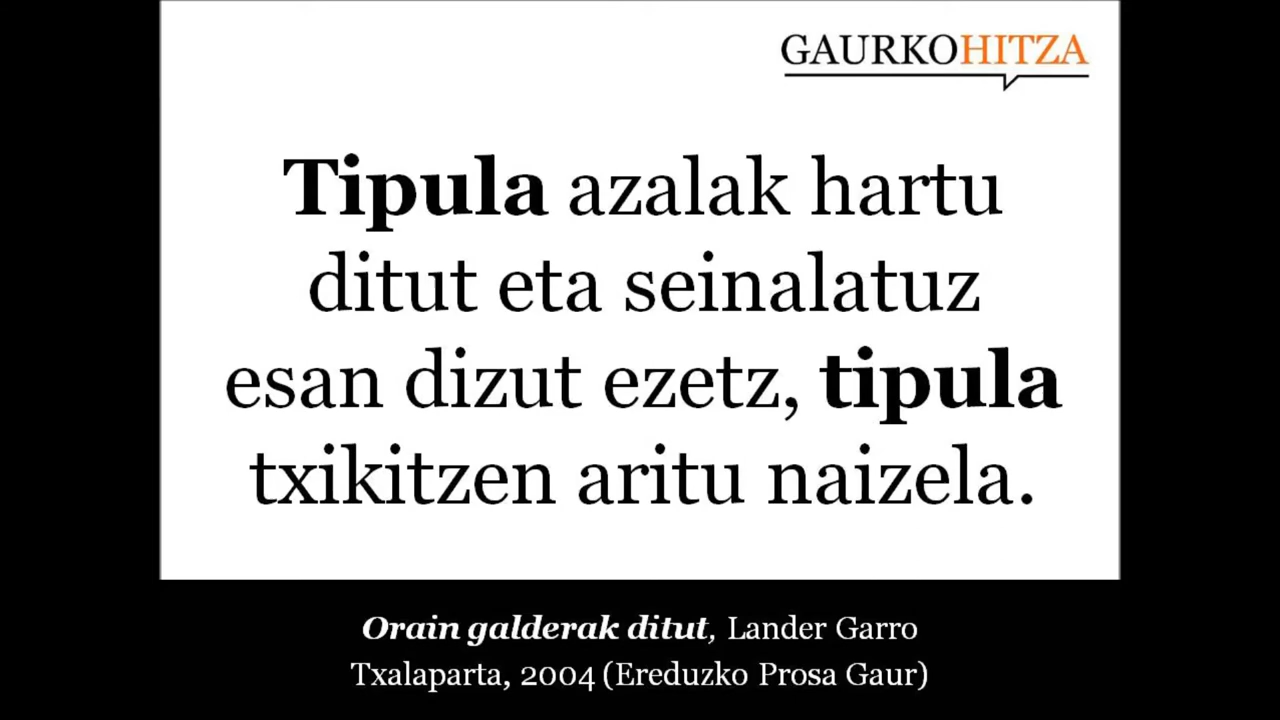 GAURKOHITZA
Tipula azalak hartu
ditut eta seinalatuz
esan dizut ezetz, tipula
txikitzen aritu naizela.
Orain galderak ditut, Lander Garro
Txalaparta, 2004 (Ereduzko Prosa Gaur)